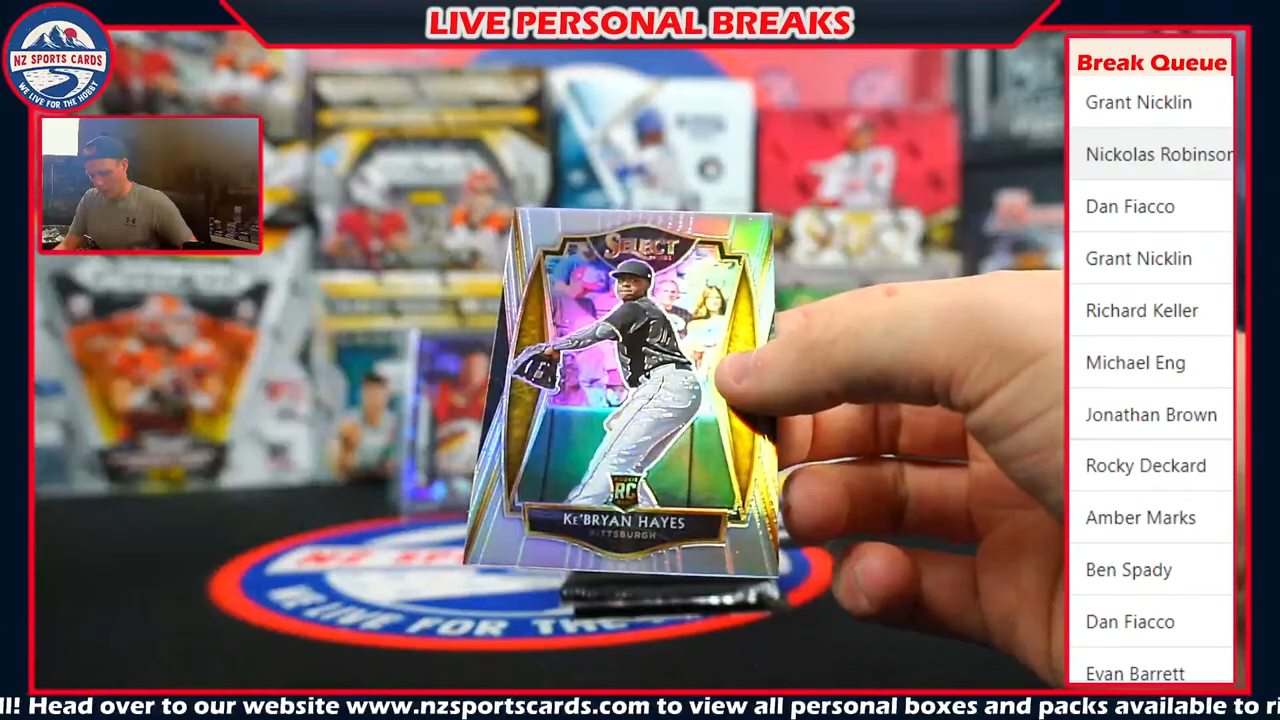 LIVE PERSONAL BREAKS
NZ SPORTS CARDS
WE LIVE FOR THE HOBBY
Break Queue
Grant Nicklin
Nickolas Robinson
Dan Fiacco
Grant Nicklin
Richard Keller
Michael Eng
Jonathan Brown
Rocky Deckard
Amber Marks
Ben Spady
Dan Fiacco
Evan Barrett
SELECT
RC
KE'BRYAN HAYES
PITTSBURGH
WE LIVE FOR THE
ll! Head over to our website www.nzsportscards.com to view all personal boxes and packs available to ri